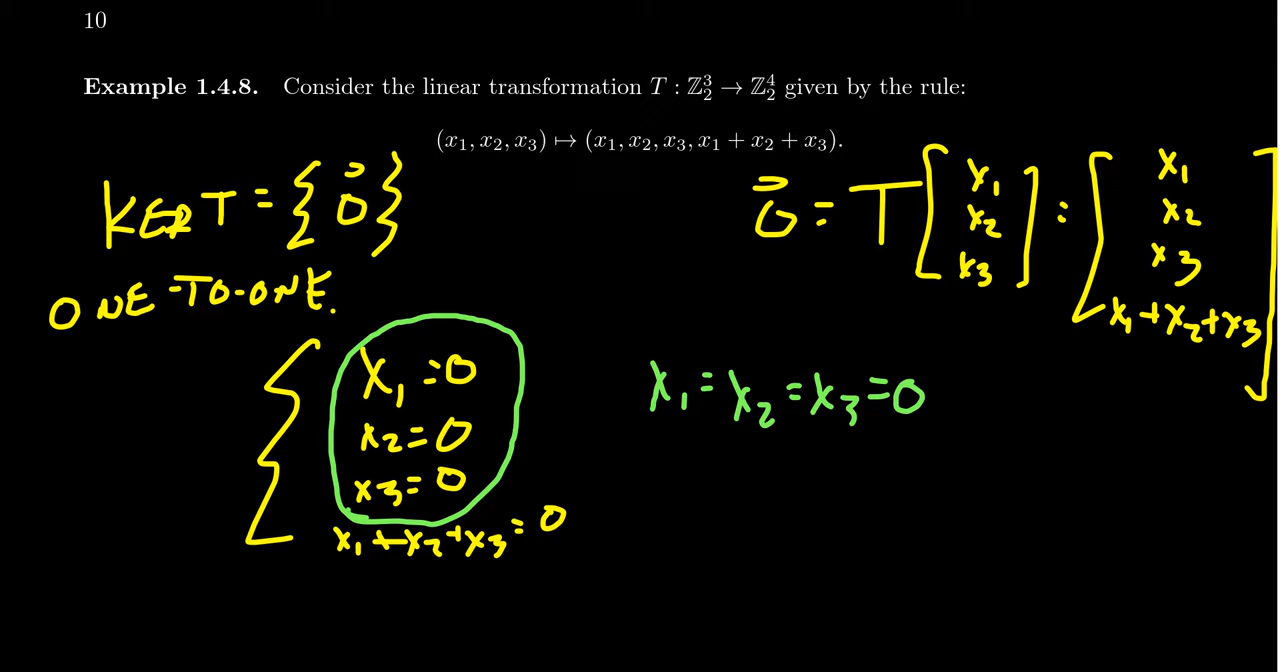 10
Example 1.4.8. Consider the linear transformation T : ℤ₂³ → ℤ₂⁴ given by the rule:
(x₁, x₂, x₃) ↦ (x₁, x₂, x₃, x₁ + x₂ + x₃).
KER T = { 0⃗ }
ONE-TO-ONE.
0⃗ = T [ x₁ x₂ x₃ ] = [ x₁ x₂ x₃ x₁+x₂+x₃ ]
x₁ = 0
x₂ = 0
x₃ = 0
x₁+x₂+x₃ = 0
x₁ = x₂ = x₃ = 0